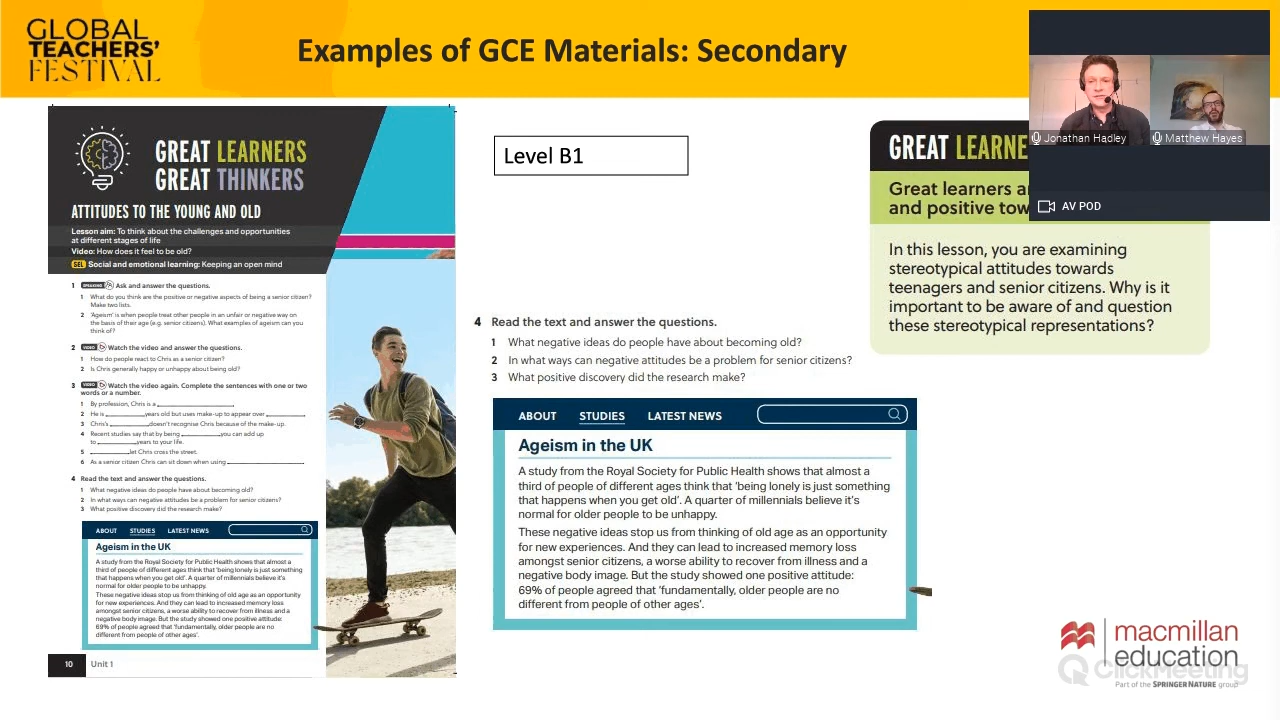 GLOBAL
TEACHERS'
FESTIVAL
Examples of GCE Materials: Secondary
Jonathan Hadley
Matthew Hayes
AV POD
GREAT LEARNERS
GREAT THINKERS
ATTITUDES TO THE YOUNG AND OLD
Lesson aim: To think about the challenges and opportunities
at different stages of life
Video: How does it feel to be old?
SEL Social and emotional learning: Keeping an open mind
1 SPEAKING Ask and answer the questions.
1 What do you think are the positive or negative aspects of being a senior citizen?
Make two lists.
2 'Ageism' is when people treat other people in an unfair or negative way on
the basis of their age (e.g. senior citizens). What examples of ageism can you
think of?
2 VIDEO Watch the video and answer the questions.
1 How do people react to Chris as a senior citizen?
2 Is Chris generally happy or unhappy about being old?
3 VIDEO Watch the video again. Complete the sentences with one or two
words or a number.
1 By profession, Chris is a ____.
2 He is ____ years old but uses make-up to appear over ____.
3 Chris's ____ doesn't recognise Chris because of the make-up.
4 Recent studies say that by being ____ you can add up
to ____ years to your life.
5 ____ let Chris cross the street.
6 As a senior citizen Chris can sit down when using ____.
4 Read the text and answer the questions.
1 What negative ideas do people have about becoming old?
2 In what ways can negative attitudes be a problem for senior citizens?
3 What positive discovery did the research make?
ABOUT STUDIES LATEST NEWS
Ageism in the UK
A study from the Royal Society for Public Health shows that almost a
third of people of different ages think that 'being lonely is just something
that happens when you get old'. A quarter of millennials believe it's
normal for older people to be unhappy.
These negative ideas stop us from thinking of old age as an opportunity
for new experiences. And they can lead to increased memory loss
amongst senior citizens, a worse ability to recover from illness and a
negative body image. But the study showed one positive attitude:
69% of people agreed that 'fundamentally, older people are no
different from people of other ages'.
10 Unit 1
Level B1
4 Read the text and answer the questions.
1 What negative ideas do people have about becoming old?
2 In what ways can negative attitudes be a problem for senior citizens?
3 What positive discovery did the research make?
ABOUT STUDIES LATEST NEWS
Ageism in the UK
A study from the Royal Society for Public Health shows that almost a
third of people of different ages think that 'being lonely is just something
that happens when you get old'. A quarter of millennials believe it's
normal for older people to be unhappy.
These negative ideas stop us from thinking of old age as an opportunity
for new experiences. And they can lead to increased memory loss
amongst senior citizens, a worse ability to recover from illness and a
negative body image. But the study showed one positive attitude:
69% of people agreed that 'fundamentally, older people are no
different from people of other ages'.
GREAT LEARNE
Great learners a
and positive tow
In this lesson, you are examining
stereotypical attitudes towards
teenagers and senior citizens. Why is it
important to be aware of and question
these stereotypical representations?
macmillan
education
ClickMeeting
Part of the SPRINGER NATURE group